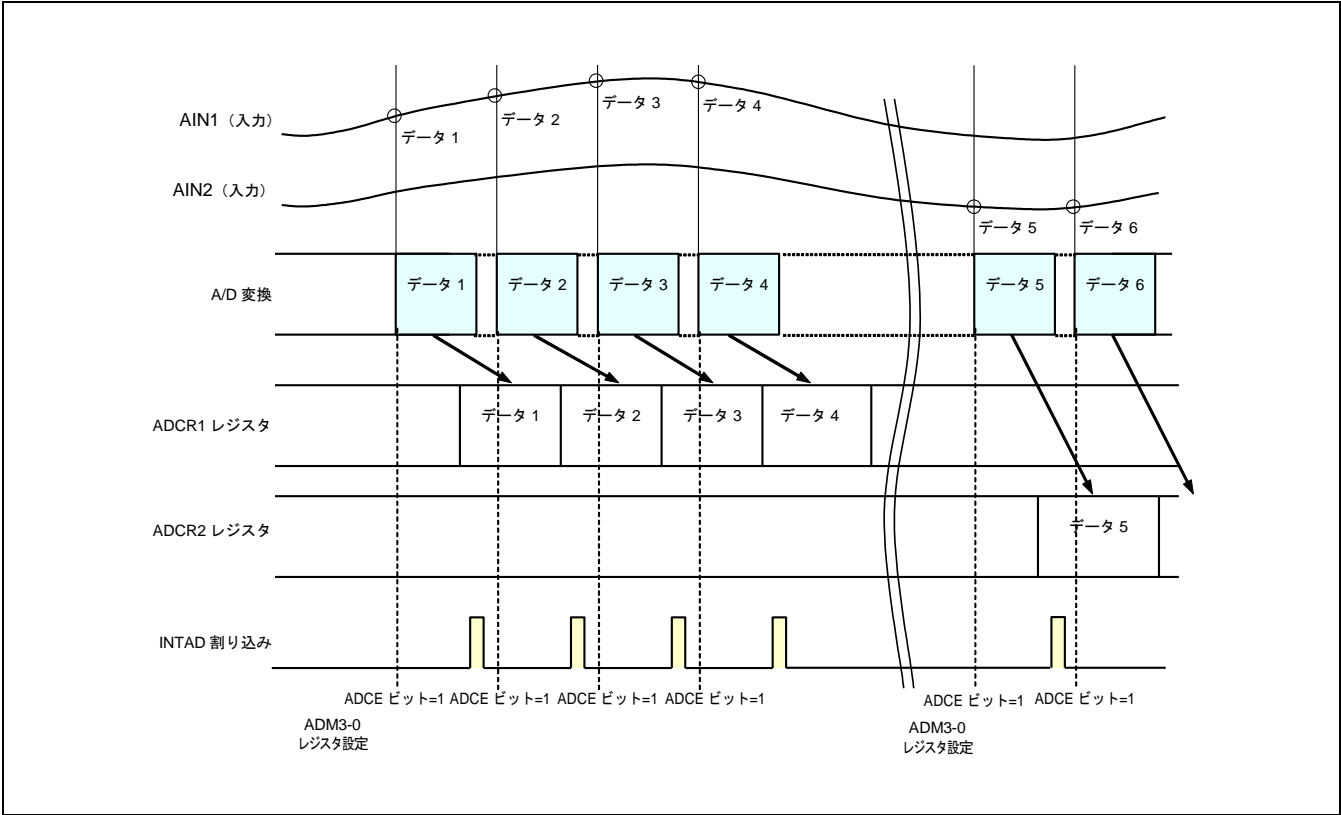 AIN1（入力）
データ 1
データ 2
データ 3
データ 4
AIN2（入力）
データ 5
データ 6
A/D 変換
データ 1
データ 2
データ 3
データ 4
データ 5
データ 6
ADCR1 レジスタ
データ 1
データ 2
データ 3
データ 4
ADCR2 レジスタ
データ 5
INTAD 割り込み
ADCE ビット=1
ADCE ビット=1
ADCE ビット=1
ADCE ビット=1
ADCE ビット=1
ADCE ビット=1
ADM3-0
レジスタ設定
ADM3-0
レジスタ設定